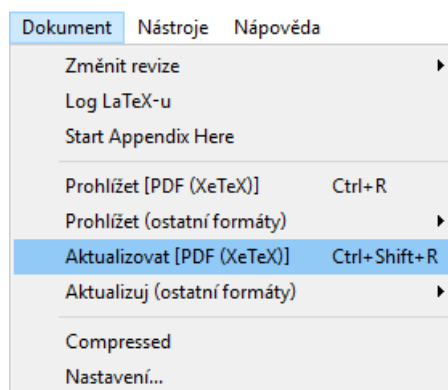 Dokument Nástroje Nápověda
Změnit revize
Log LaTeX-u
Start Appendix Here
Prohlížet [PDF (XeTeX)] Ctrl+R
Prohlížet (ostatní formáty)
Aktualizovat [PDF (XeTeX)] Ctrl+Shift+R
Aktualizuj (ostatní formáty)
Compressed
Nastavení...